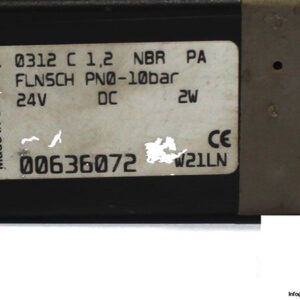 0312 C 1,2 NBR PA
FLNSCH PN0-10bar
24V DC 2W
CE
00636072 W21LN